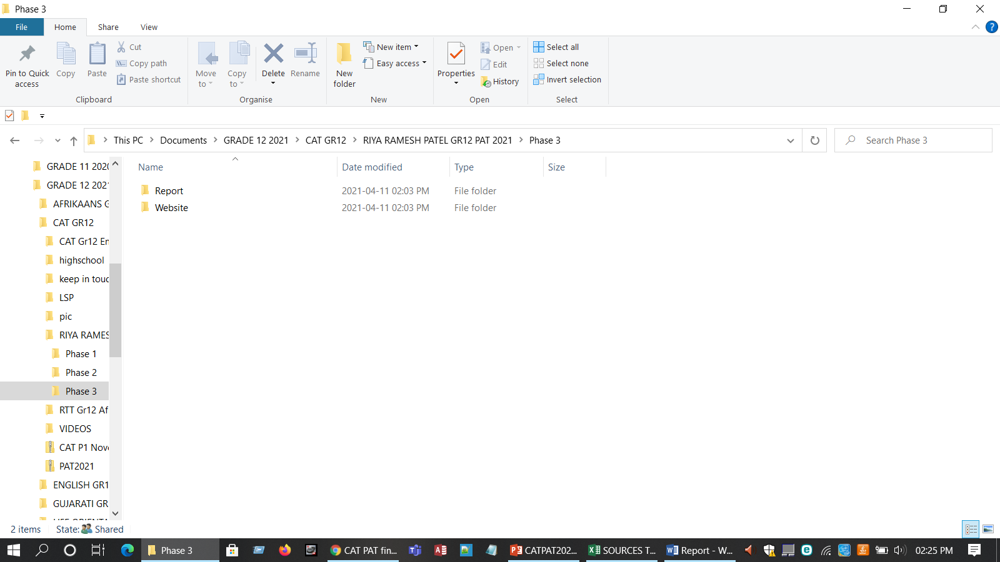 Phase 3
File Home Share View
Pin to Quick access
Copy
Paste
Cut
Copy path
Paste shortcut
Clipboard
Move to
Copy to
Delete
Rename
Organise
New folder
New item
Easy access
New
Properties
Open
Edit
History
Open
Select all
Select none
Invert selection
Select
This PC > Documents > GRADE 12 2021 > CAT GR12 > RIYA RAMESH PATEL GR12 PAT 2021 > Phase 3
Search Phase 3
Name Date modified Type Size
Report 2021-04-11 02:03 PM File folder
Website 2021-04-11 02:03 PM File folder
GRADE 11 2020
GRADE 12 2021
AFRIKAANS G
CAT GR12
CAT Gr12 En
highschool
keep in touc
LSP
pic
RIYA RAMES
Phase 1
Phase 2
Phase 3
RTT Gr12 Af
VIDEOS
CAT P1 Nove
PAT2021
ENGLISH GR1
GUJARATI GR
2 items State: Shared
Phase 3
CAT PAT fin...
CATPAT202...
SOURCES T...
Report - W...
02:25 PM